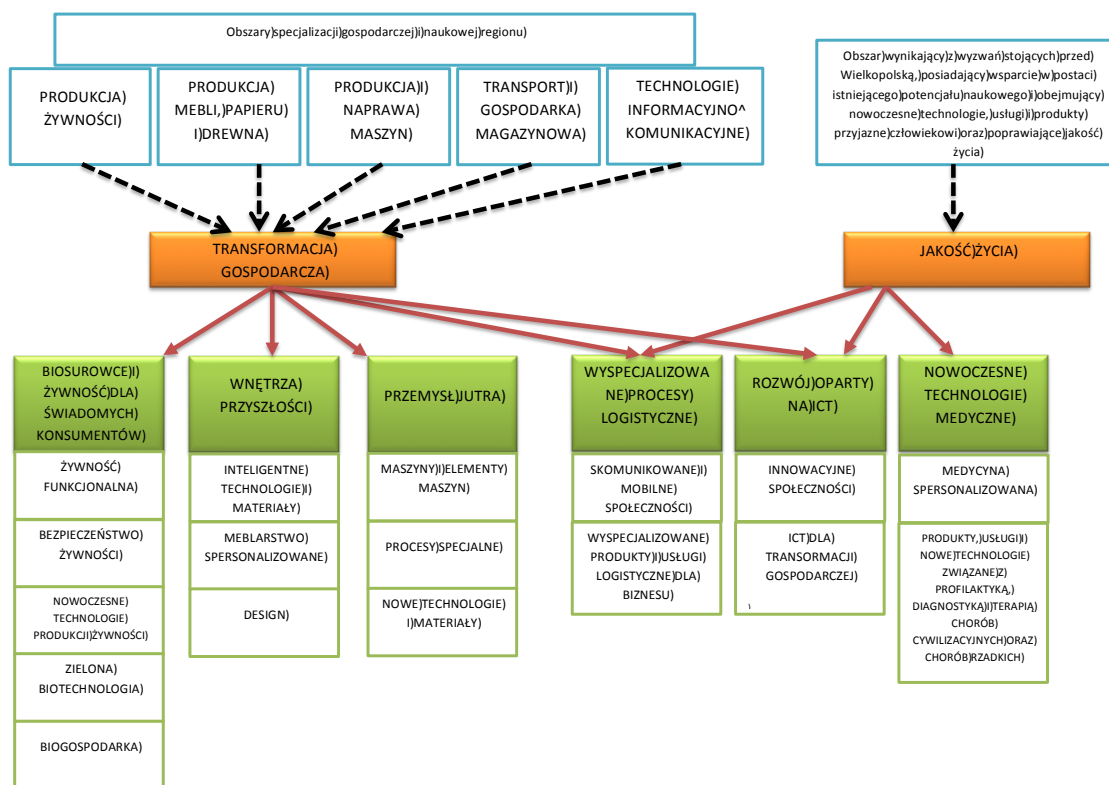 Obszary)specjalizacji)gospodarczej)i)naukowej)regionu)
PRODUKCJA)
ŻYWNOŚCI)
PRODUKCJA)
MEBLI,)PAPIERU)
I)DREWNA)
PRODUKCJA)I)
NAPRAWA)
MASZYN)
TRANSPORT)I)
GOSPODARKA)
MAGAZYNOWA)
TECHNOLOGIE)
INFORMACYJNO^
KOMUNIKACYJNE)
Obszar)wynikający)z)wyzwań)stojących)przed)
Wielkopolską,)posiadający)wsparcie)w)postaci)
istniejącego)potencjału)naukowego)i)obejmujący)
nowoczesne)technologie,)usługi)i)produkty)
przyjazne)człowiekowi)oraz)poprawiające)jakość)
życia)
TRANSFORMACJA)
GOSPODARCZA)
JAKOŚĆ)ŻYCIA)
BIOSUROWCE)I)
ŻYWNOŚĆ)DLA)
ŚWIADOMYCH)
KONSUMENTÓW)
ŻYWNOŚĆ)
FUNKCJONALNA)
BEZPIECZEŃSTWO)
ŻYWNOŚCI)
NOWOCZESNE)
TECHNOLOGIE)
PRODUKCJI)ŻYWNOŚCI)
ZIELONA)
BIOTECHNOLOGIA)
BIOGOSPODARKA)
WNĘTRZA)
PRZYSZŁOŚCI)
INTELIGENTNE)
TECHNOLOGIE)I)
MATERIAŁY)
MEBLARSTWO)
SPERSONALIZOWANE)
DESIGN)
PRZEMYSŁ)JUTRA)
MASZYNY)I)ELEMENTY)
MASZYN)
PROCESY)SPECJALNE)
NOWE)TECHNOLOGIE)
I)MATERIAŁY)
WYSPECJALIZOWA
NE)PROCESY)
LOGISTYCZNE)
SKOMUNIKOWANE)I)
MOBILNE)
SPOŁECZNOŚCI)
WYSPECJALIZOWANE)
PRODUKTY)I)USŁUGI)
LOGISTYCZNE)DLA)
BIZNESU)
ROZWÓJ)OPARTY)
NA)ICT)
INNOWACYJNE)
SPOŁECZNOŚCI)
ICT)DLA)
TRANSORMACJI)
GOSPODARCZEJ)
)
NOWOCZESNE)
TECHNOLOGIE)
MEDYCZNE)
MEDYCYNA)
SPERSONALIZOWANA)
PRODUKTY,)USŁUGI)I)
NOWE)TECHNOLOGIE)
ZWIĄZANE)Z)
PROFILAKTYKĄ,)
DIAGNOSTYKĄ)I)TERAPIĄ)
CHORÓB)
CYWILIZACYJNYCH)ORAZ)
CHORÓB)RZADKICH)